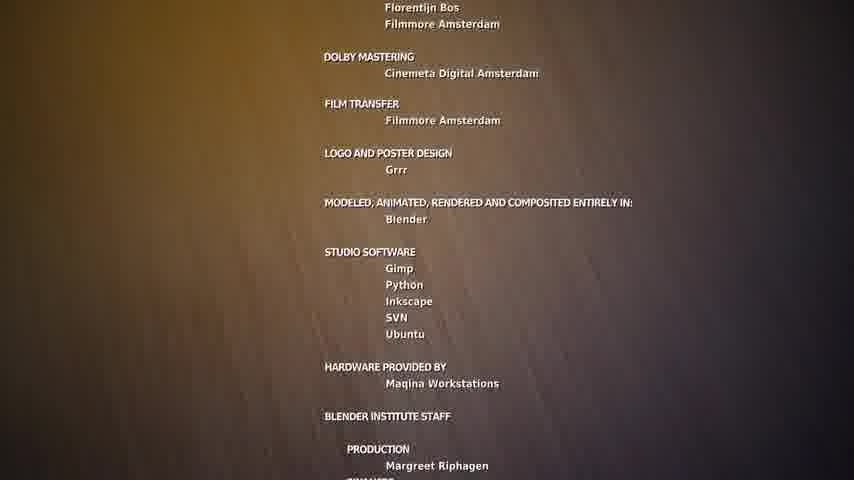 Florentijn Bos
Filmmore Amsterdam
DOLBY MASTERING
Cinemeta Digital Amsterdam
FILM TRANSFER
Filmmore Amsterdam
LOGO AND POSTER DESIGN
Grrr
MODELED, ANIMATED, RENDERED AND COMPOSITED ENTIRELY IN:
Blender
STUDIO SOFTWARE
Gimp
Python
Inkscape
SVN
Ubuntu
HARDWARE PROVIDED BY
Maqina Workstations
BLENDER INSTITUTE STAFF
PRODUCTION
Margreet Riphagen